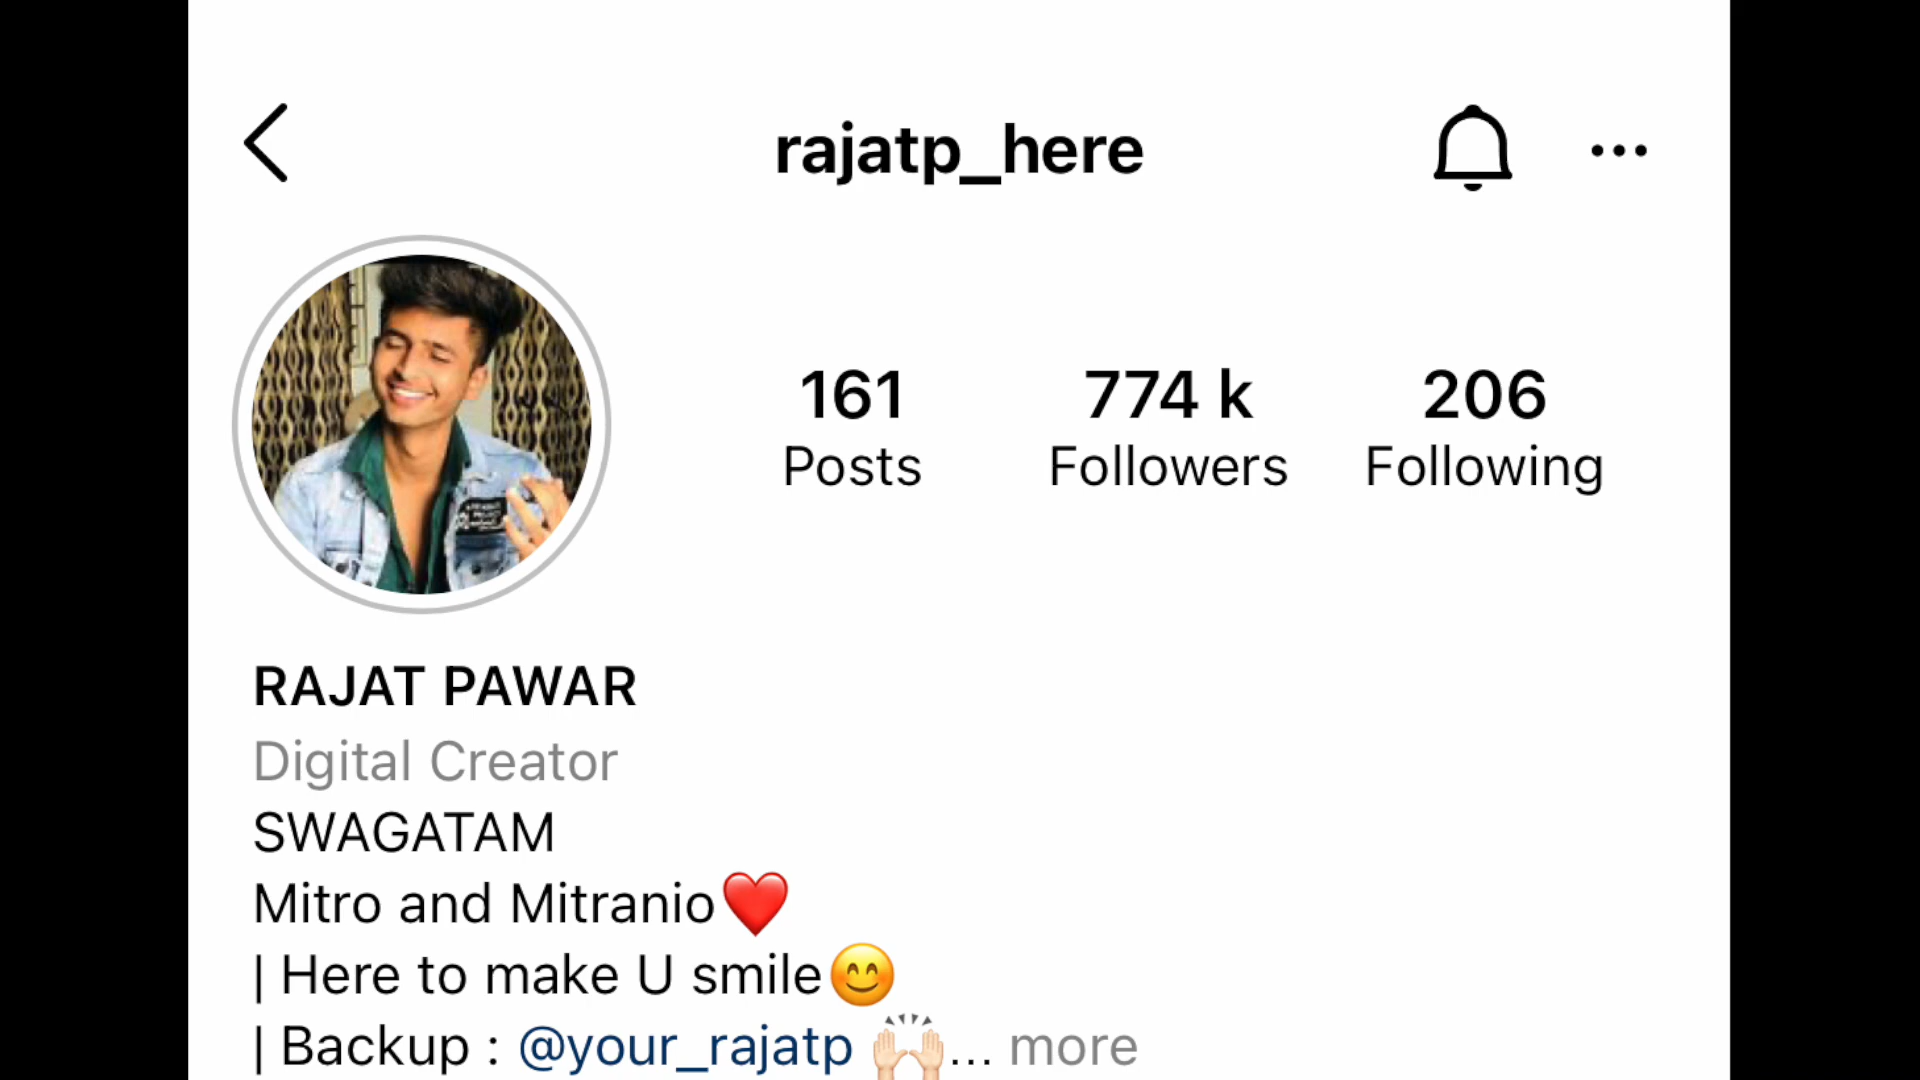 rajatp_here
161 774 k 206
Posts Followers Following
RAJAT PAWAR
Digital Creator
SWAGATAM
Mitro and Mitranio❤️
| Here to make U smile😊
| Backup : @your_rajatp 🙌🏻... more